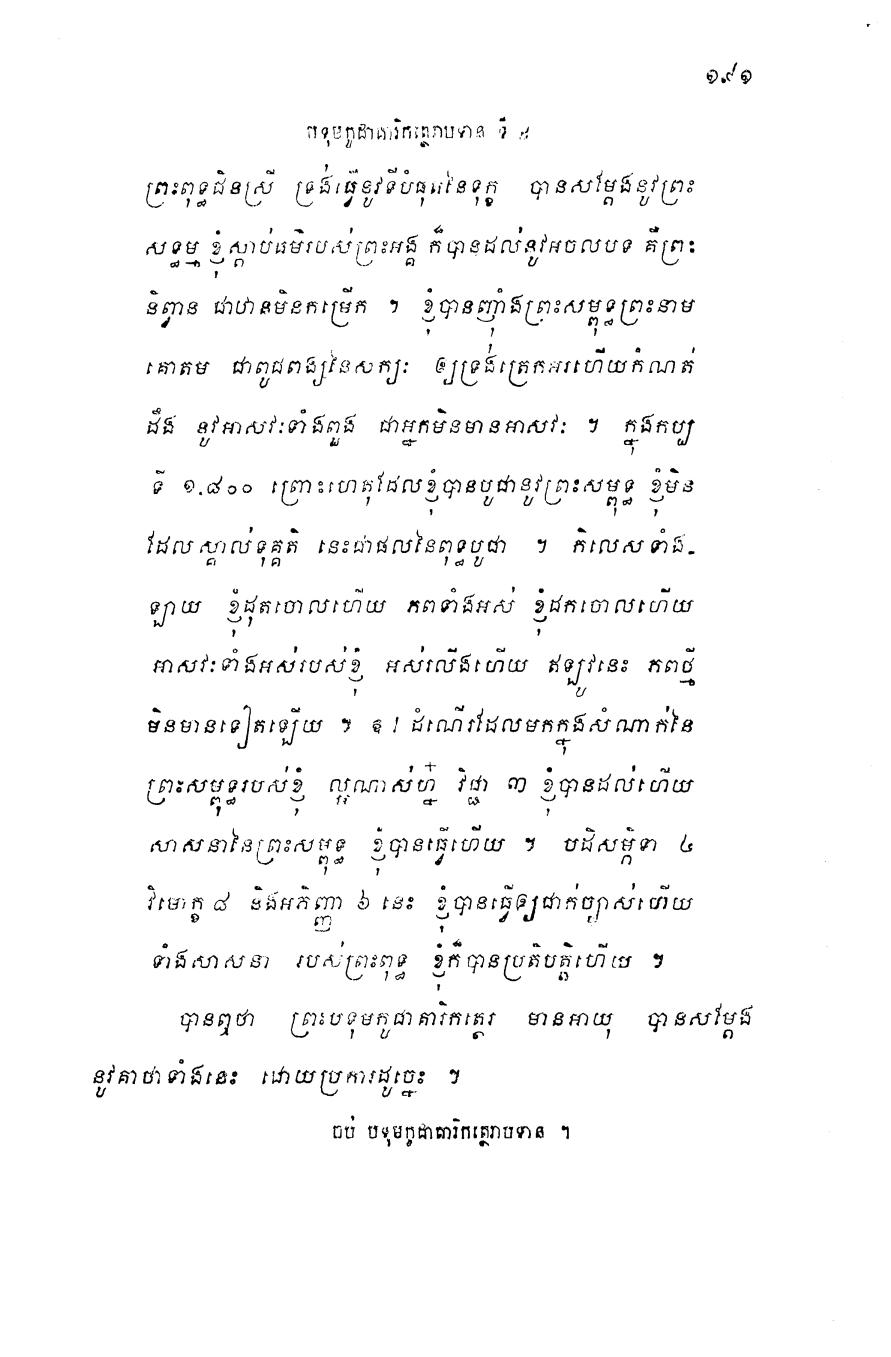 ១៩១
បទុមកូដាគារិកត្ថេរាបទាន ទី ៩
ព្រះពុទ្ធជិនស្រី ទ្រង់ធ្វើនូវទីបំផុតនៃទុក្ខ បានសម្តែងនូវព្រះ
សទ្ធម្ម ខ្ញុំស្តាប់ធម៌របស់ព្រះអង្គ ក៏បានដល់នូវអចលបទ គឺព្រះ
និព្វាន ជាឋានមិនកម្រើក ។ ខ្ញុំបានញ៉ាំងព្រះសម្ពុទ្ធព្រះនាម
គោតម ជាពូជពង្សនៃសក្យៈ ឲ្យទ្រង់ត្រេកអរហើយកំណត់
ដឹង នូវអាសវៈទាំងពួង ជាអ្នកមិនមានអាសវៈ ។ ក្នុងកប្ប
ទី ១.៨០០ ព្រោះហេតុដែលខ្ញុំបានបូជានូវព្រះសម្ពុទ្ធ ខ្ញុំមិន
ដែលស្គាល់ទុគ្គតិ នេះជាផលនៃពុទ្ធបូជា ។ កិលេសទាំង-
ឡាយ ខ្ញុំដុតចោលហើយ ភពទាំងអស់ ខ្ញុំដកចោលហើយ
អាសវៈទាំងអស់របស់ខ្ញុំ អស់រលីងហើយ ឥឡូវនេះ ភពថ្មី
មិនមានទៀតឡើយ ។ ឱ! ដំណើរដែលមកក្នុងសំណាក់នៃ
ព្រះសម្ពុទ្ធរបស់ខ្ញុំ ល្អណាស់ហ្ន៎ វិជ្ជា ៣ ខ្ញុំបានដល់ហើយ
សាសនានៃព្រះសម្ពុទ្ធ ខ្ញុំបានធ្វើហើយ ។ បដិសម្ភិទា ៤
វិមោក្ខ ៨ និងអភិញ្ញា ៦ នេះ ខ្ញុំបានធ្វើឲ្យជាក់ច្បាស់ហើយ
ទាំងសាសនា របស់ព្រះពុទ្ធ ខ្ញុំក៏បានប្រតិបត្តិហើយ ។
បានឮថា ព្រះបទុមកូដាគារិកត្ថេរ មានអាយុ បានសម្តែង
នូវគាថាទាំងនេះ ដោយប្រការដូច្នេះ ។
ចប់ បទុមកូដាគារិកត្ថេរាបទាន ។